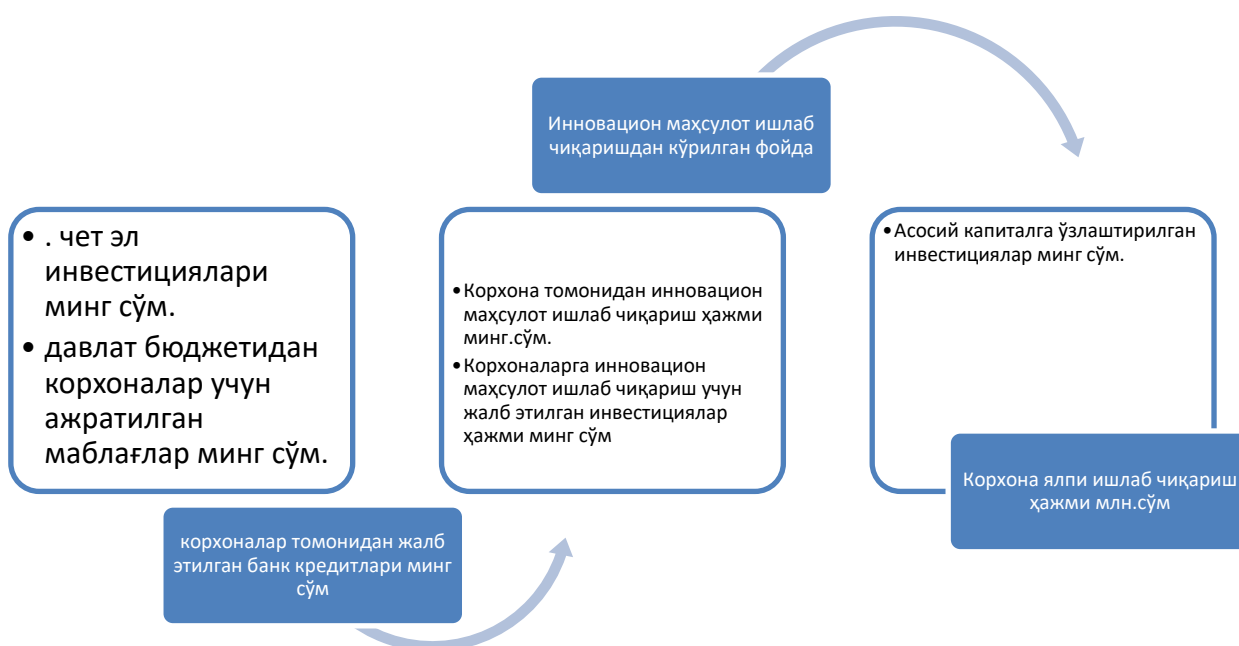 • . чет эл
инвестициялари
минг сўм.
• давлат бюджетидан
корхоналар учун
ажратилган
маблағлар минг сўм.
корхоналар томонидан жалб
этилган банк кредитлари минг
сўм
Инновацион маҳсулот ишлаб
чиқаришдан кўрилган фойда
•Корхона томонидан инновацион
маҳсулот ишлаб чиқариш ҳажми
минг.сўм.
•Корхоналарга инновацион
маҳсулот ишлаб чиқариш учун
жалб этилган инвестициялар
ҳажми минг сўм
•Асосий капиталга ўзлаштирилган
инвестициялар минг сўм.
Корхона ялпи ишлаб чиқариш
ҳажми млн.сўм